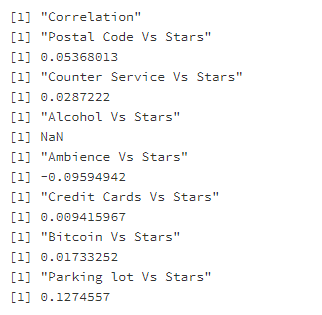 [1] "Correlation"
[1] "Postal Code Vs Stars"
[1] 0.05368013
[1] "Counter Service Vs Stars"
[1] 0.0287222
[1] "Alcohol Vs Stars"
[1] NaN
[1] "Ambience Vs Stars"
[1] -0.09594942
[1] "Credit Cards Vs Stars"
[1] 0.009415967
[1] "Bitcoin Vs Stars"
[1] 0.01733252
[1] "Parking lot Vs Stars"
[1] 0.1274557